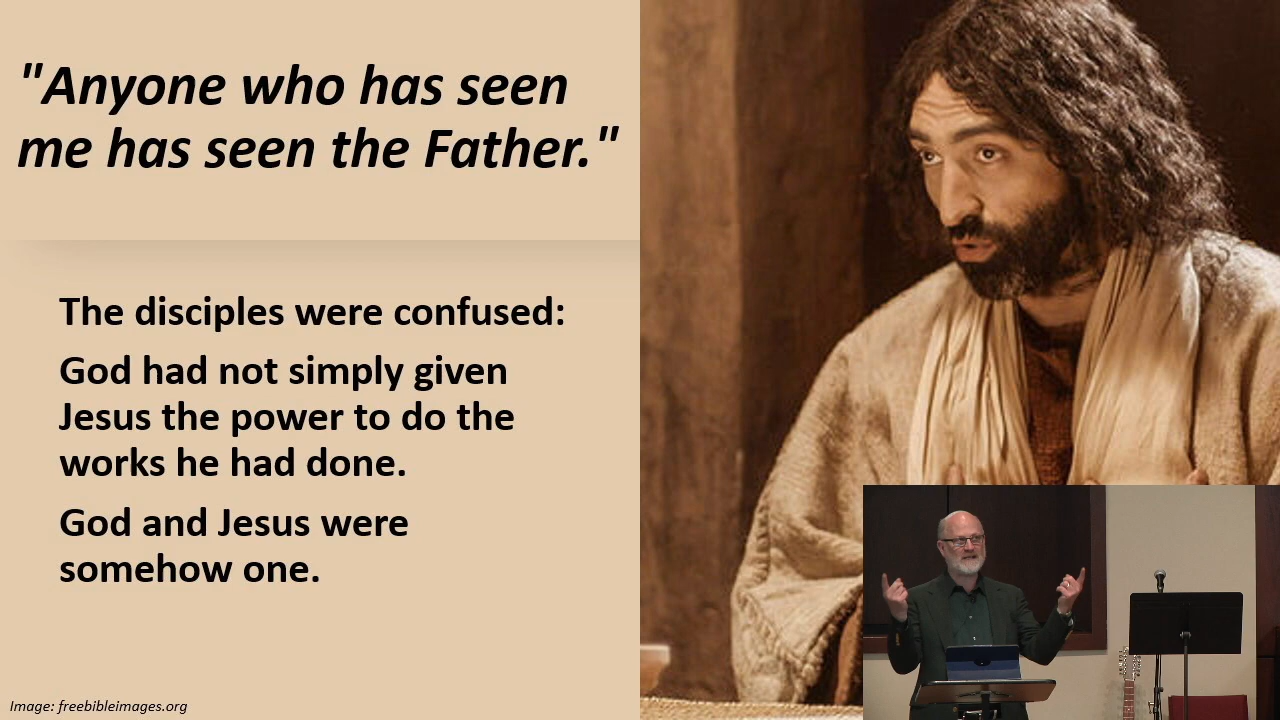 "Anyone who has seen
me has seen the Father."
The disciples were confused:
God had not simply given
Jesus the power to do the
works he had done.
God and Jesus were
somehow one.
Image: freebibleimages.org